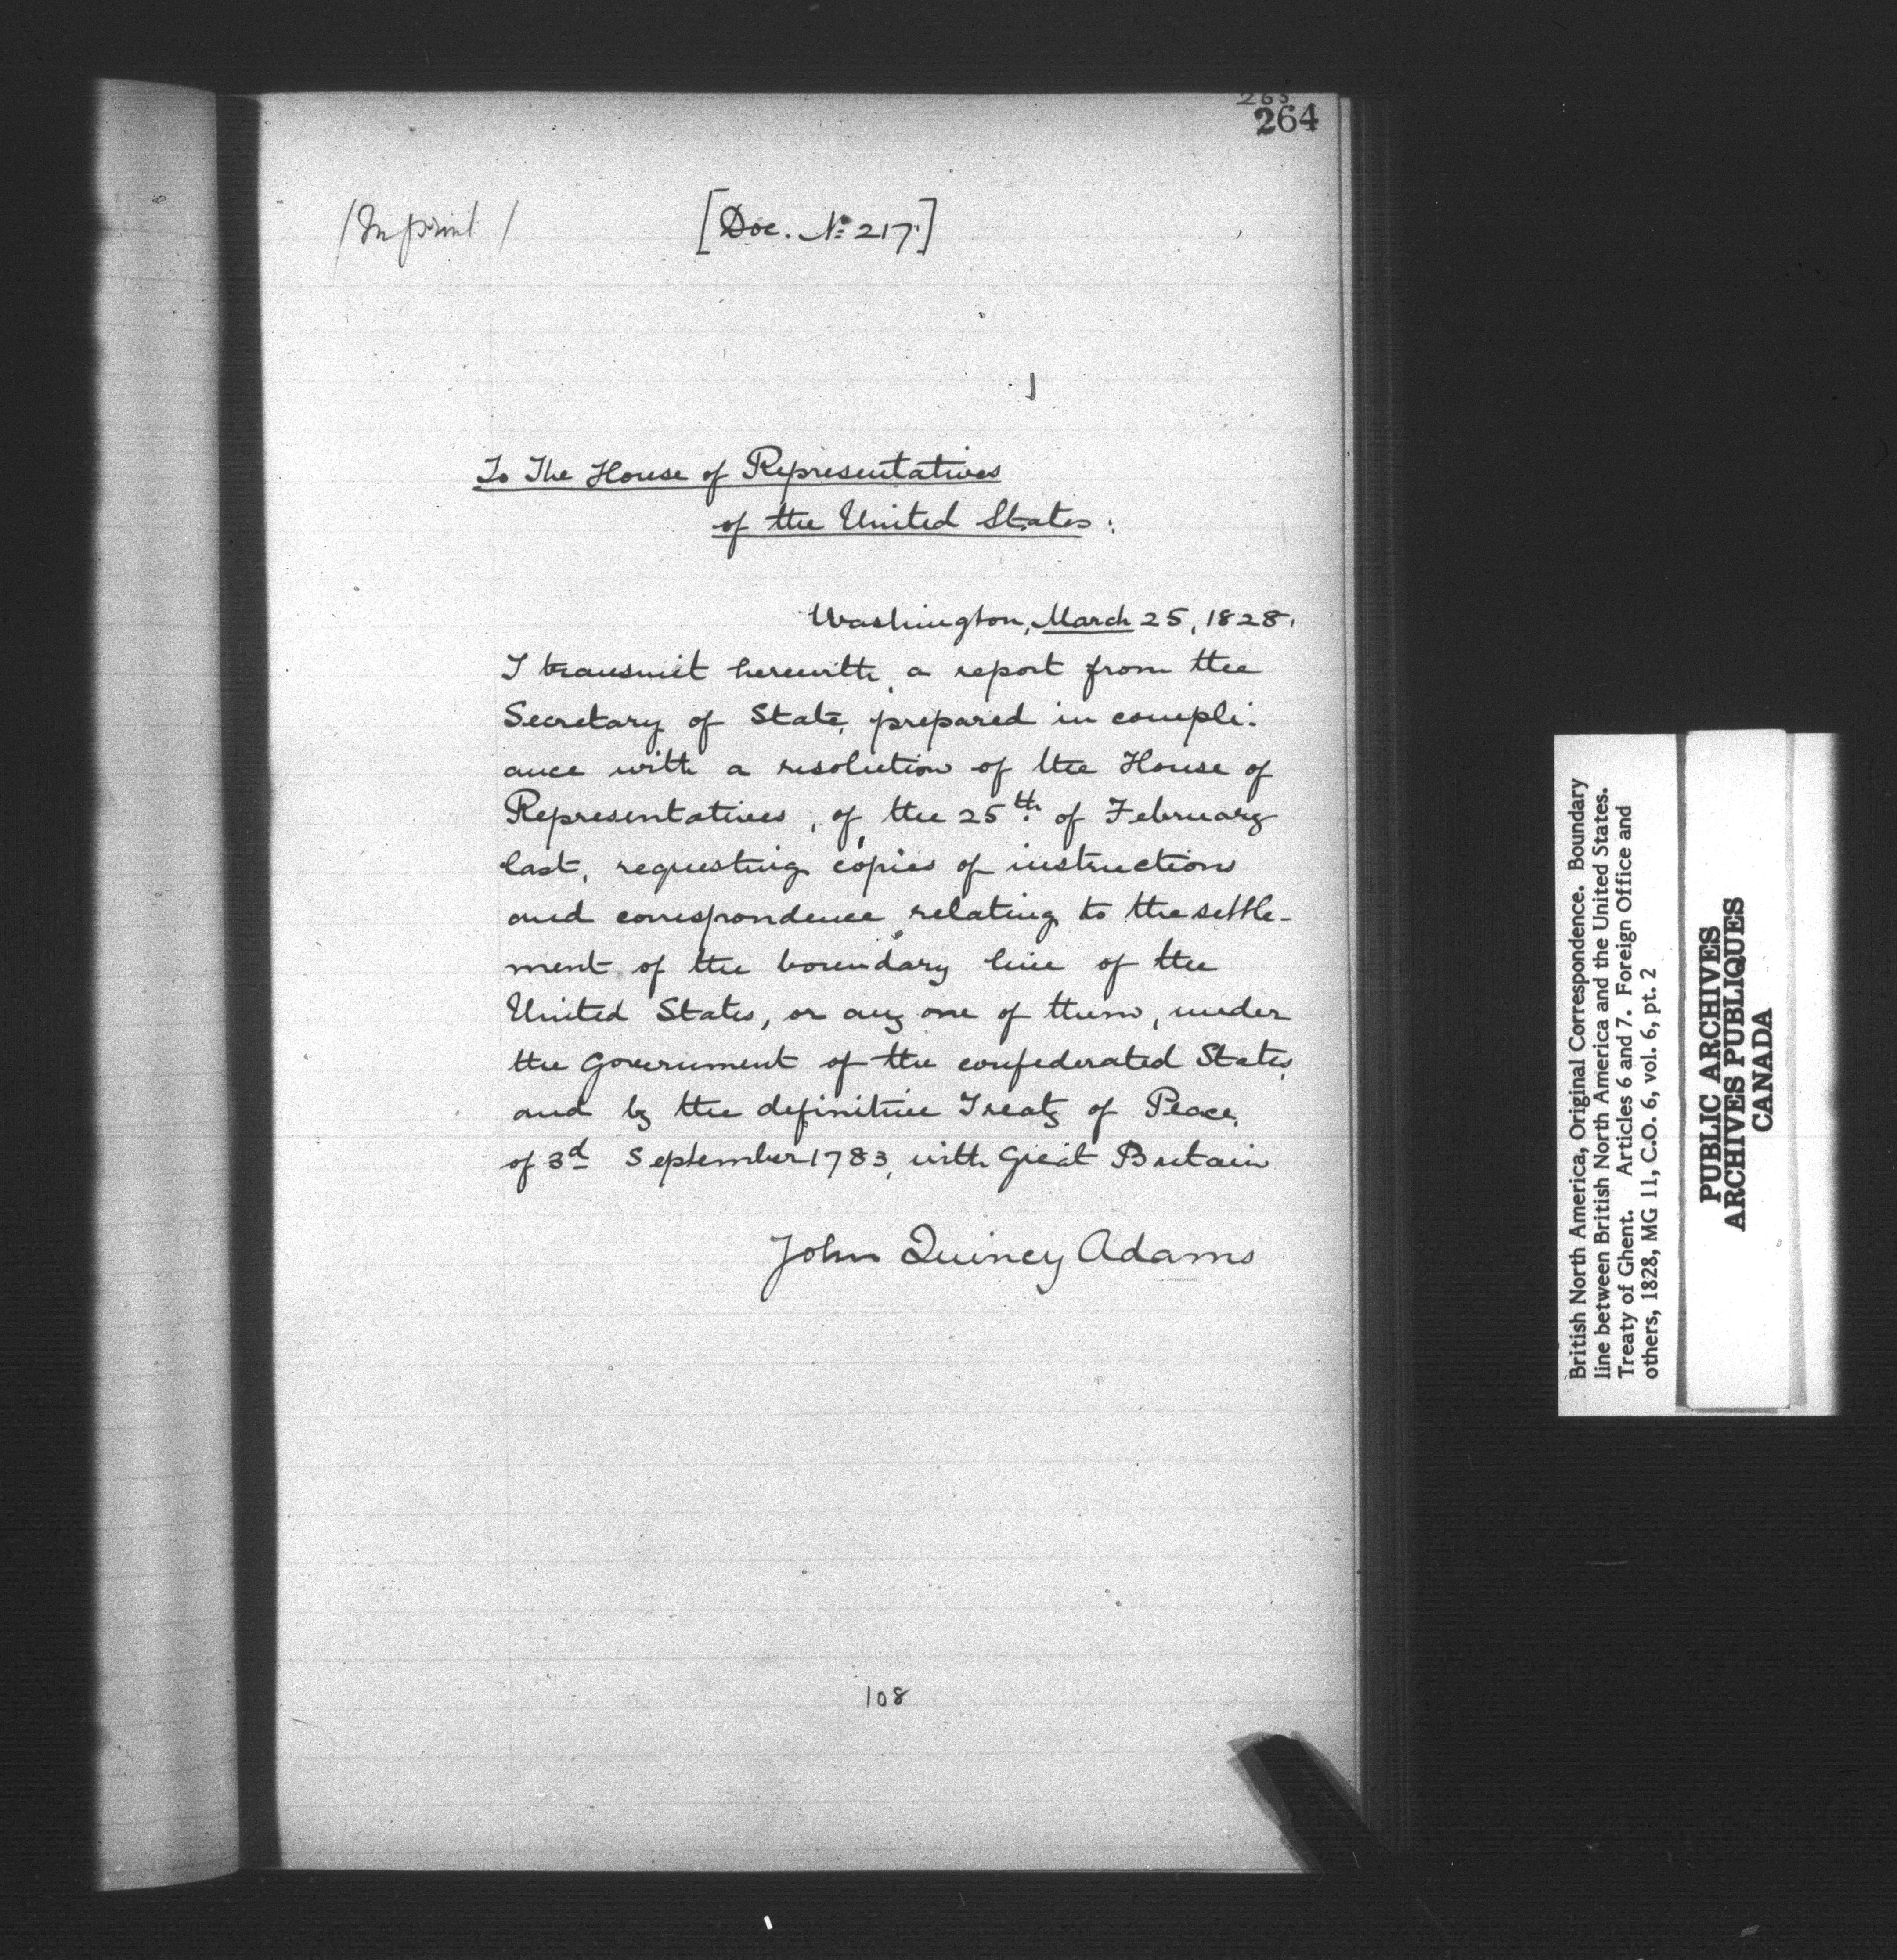 265
264
/In print/
[Doc. No 217.]
To The House of Representatives
of the United States:
Washington, March 25, 1828.
I transmit herewith, a report from the
Secretary of State, prepared in compli-
ance with a resolution of the House of
Representatives, of, the 25th of February
last, requesting copies of instructions
and correspondence, relating to the settle-
ment of the boundary line of the
United States, or any one of them, under
the Government of the confederated States,
and by the definitive Treaty of Peace,
of 3d September 1783, with Great Britain
John Quincy Adams
108
British North America, Original Correspondence. Boundary
line between British North America and the United States.
Treaty of Ghent. Articles 6 and 7. Foreign Office and
others, 1828, MG 11, C.O. 6, vol. 6, pt. 2
PUBLIC ARCHIVES
ARCHIVES PUBLIQUES
CANADA